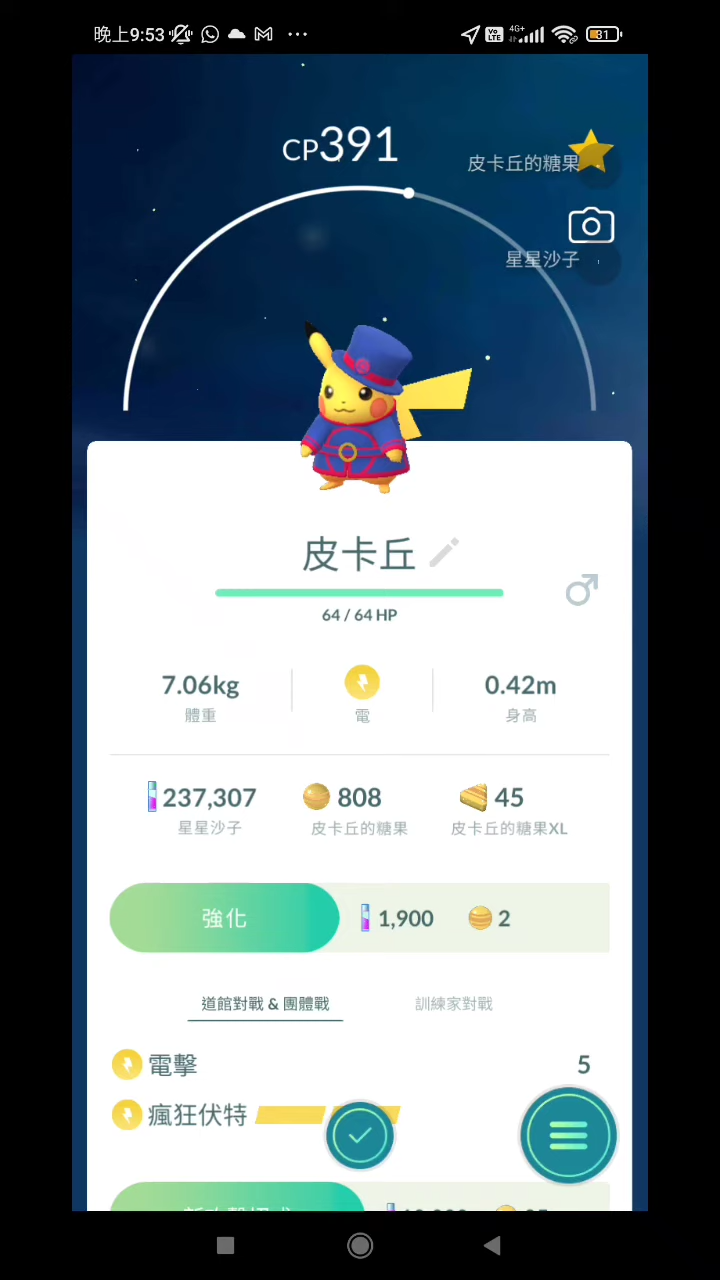 晚上9:53
4G+
Vo LTE
31
CP391
皮卡丘的糖果
星星沙子
皮卡丘
64 / 64 HP
7.06kg
電
0.42m
體重
身高
237,307
808
45
星星沙子
皮卡丘的糖果
皮卡丘的糖果XL
強化
1,900
2
道館對戰 & 團體戰
訓練家對戰
電擊
5
瘋狂伏特